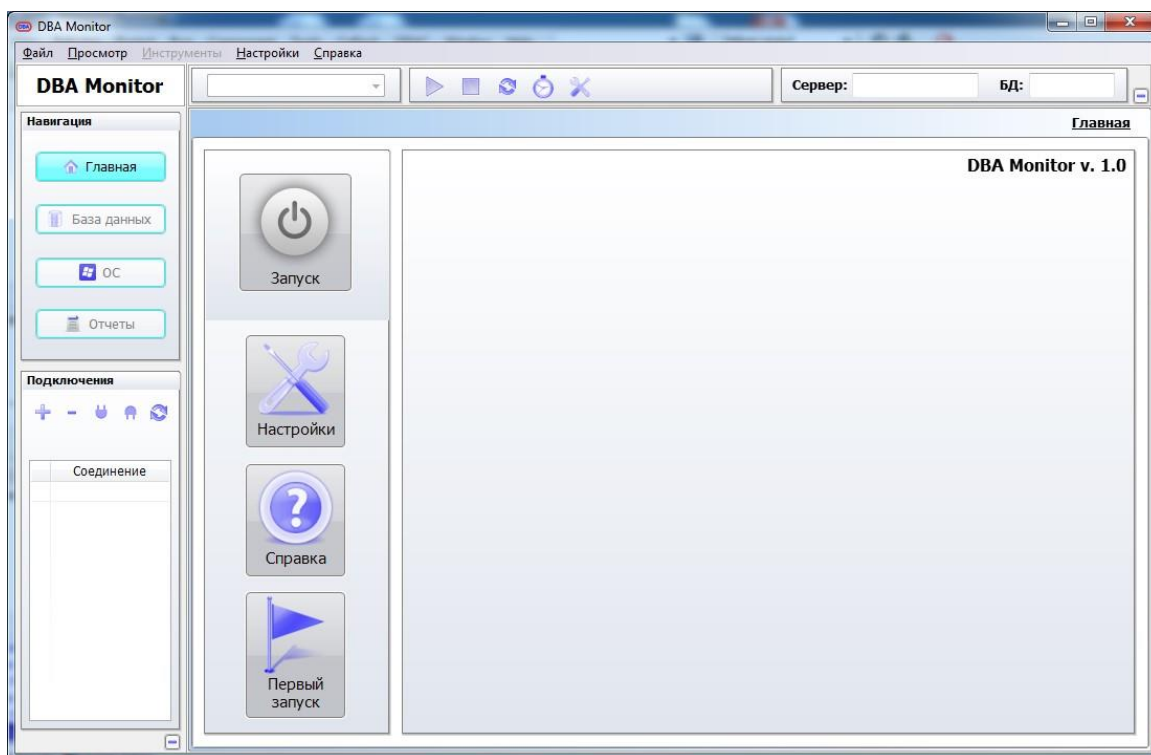 DBA Monitor
Файл Просмотр Инструменты Настройки Справка
DBA Monitor
Сервер:
БД:
Навигация
Главная
Главная
База данных
ОС
Отчеты
Подключения
Соединение
Запуск
Настройки
Справка
Первый
запуск
DBA Monitor v. 1.0